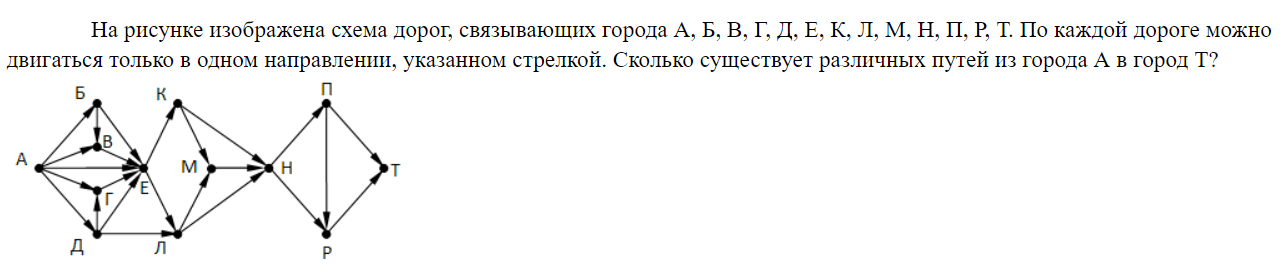 На рисунке изображена схема дорог, связывающих города А, Б, В, Г, Д, Е, К, Л, М, Н, П, Р, Т. По каждой дороге можно
двигаться только в одном направлении, указанном стрелкой. Сколько существует различных путей из города А в город Т?
Б К П
В
А М Н Т
Е
Г
Д Л Р